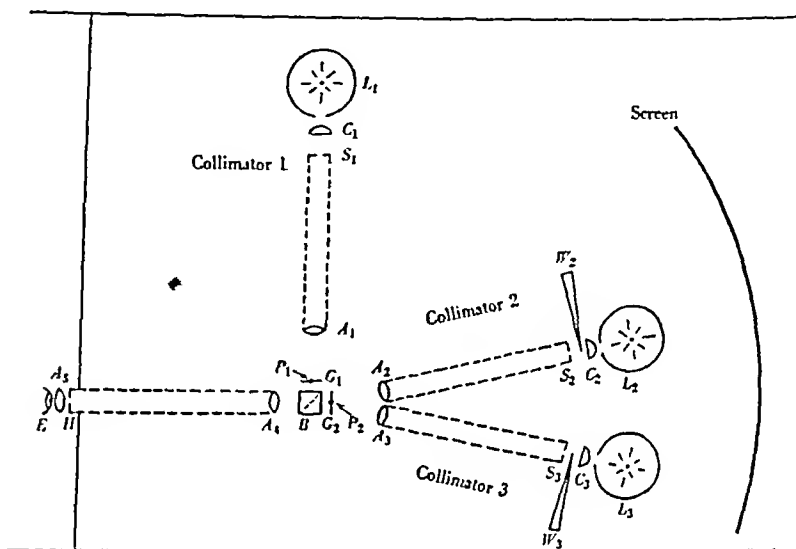 L₁
C₁
Screen
Collimator 1
S₁
W₂
Collimator 2
A₁
P₁
G₁
A₂
S₂
C₂
L₂
A₅
E
H
A₄
B
G₂
P₂
A₃
Collimator 3
S₃
C₃
L₃
W₃